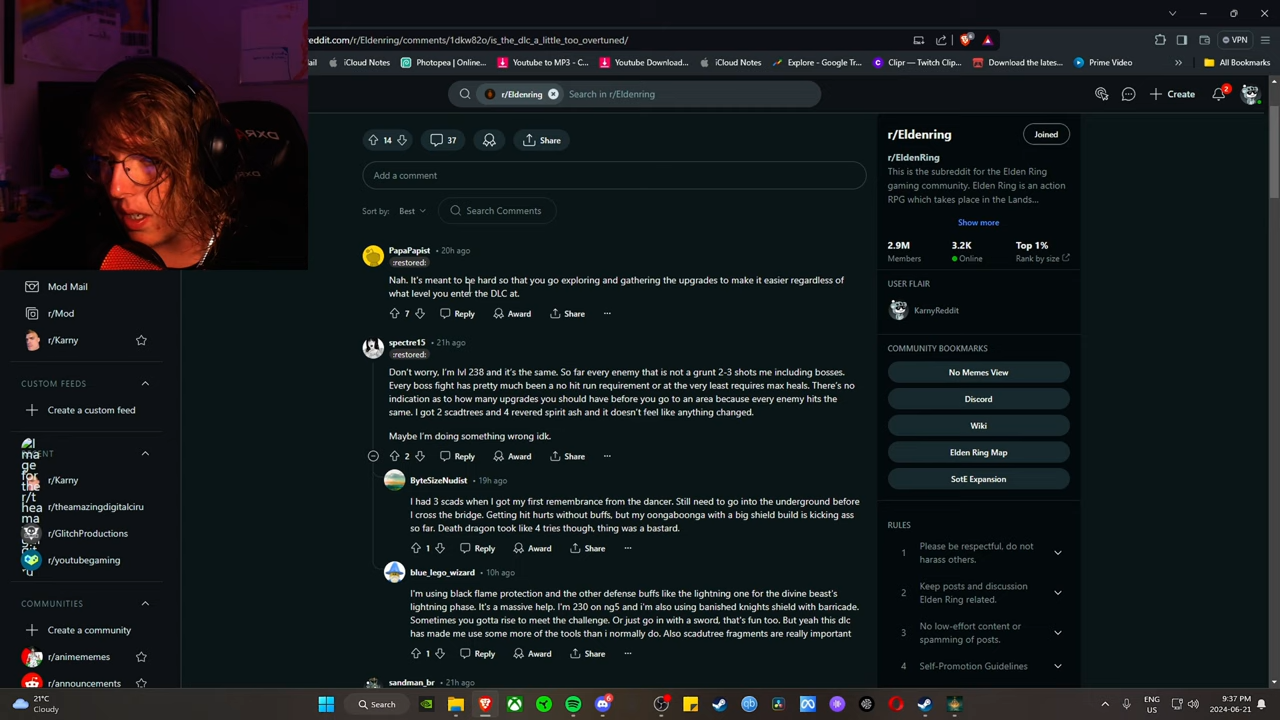 reddit.com/r/Eldenring/comments/1dkw82o/is_the_dlc_a_little_too_overtuned/
VPN
iCloud Notes
Photopea | Online...
Youtube to MP3 - C...
Youtube Download...
iCloud Notes
Explore - Google Tr...
Clipr — Twitch Clip...
Download the latest...
Prime Video
All Bookmarks
r/Eldenring
Search in r/Eldenring
Create
2
14
37
Share
Add a comment
Sort by:
Best
Search Comments
PapaPapist • 20h ago
:restored:
Nah. It's meant to be hard so that you go exploring and gathering the upgrades to make it easier regardless of
what level you enter the DLC at.
7
Reply
Award
Share
spectre15 • 21h ago
:restored:
Don't worry, I'm lvl 238 and it's the same. So far every enemy that is not a grunt 2-3 shots me including bosses.
Every boss fight has pretty much been a no hit run requirement or at the very least requires max heals. There's no
indication as to how many upgrades you should have before you go to an area because every enemy hits the
same. I got 2 scadtrees and 4 revered spirit ash and it doesn't feel like anything changed.
Maybe I'm doing something wrong idk.
2
Reply
Award
Share
ByteSizeNudist • 19h ago
I had 3 scads when I got my first remembrance from the dancer. Still need to go into the underground before
I cross the bridge. Getting hit hurts without buffs, but my oongaboonga with a big shield build is kicking ass
so far. Death dragon took like 4 tries though, thing was a bastard.
1
Reply
Award
Share
blue_lego_wizard • 10h ago
I'm using black flame protection and the other defense buffs like the lightning one for the divine beast's
lightning phase. It's a massive help. I'm 230 on ng5 and i'm also using banished knights shield with barricade.
Sometimes you gotta rise to meet the challenge. Or just go in with a sword, that's fun too. But yeah this dlc
has made me use some more of the tools than i normally do. Also scadutree fragments are really important
1
Reply
Award
Share
sandman_br • 21h ago
r/Eldenring
Joined
r/EldenRing
This is the subreddit for the Elden Ring
gaming community. Elden Ring is an action
RPG which takes place in the Lands...
Show more
2.9M
3.2K
Top 1%
Members
Online
Rank by size
USER FLAIR
KarnyReddit
COMMUNITY BOOKMARKS
No Memes View
Discord
Wiki
Elden Ring Map
SotE Expansion
RULES
1
Please be respectful, do not
harass others.
2
Keep posts and discussion
Elden Ring related.
3
No low-effort content or
spamming of posts.
4
Self-Promotion Guidelines
Mod Mail
r/Mod
r/Karny
CUSTOM FEEDS
Create a custom feed
r/Karny
r/theamazingdigitalciru
r/GlitchProductions
r/youtubegaming
COMMUNITIES
Create a community
r/animememes
r/announcements
DXR
21°C
Cloudy
Search
6
ENG
9:37 PM
2024-06-21